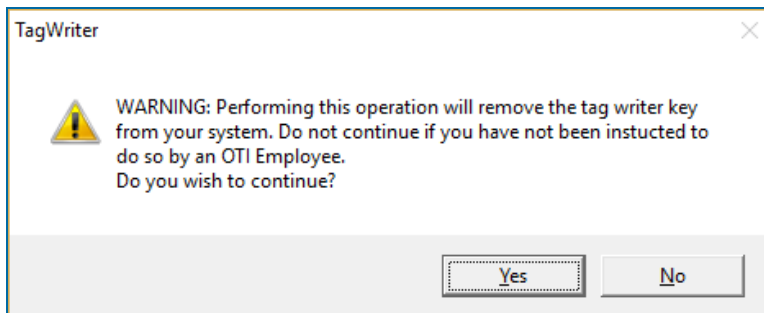 TagWriter
WARNING: Performing this operation will remove the tag writer key
from your system. Do not continue if you have not been instucted to
do so by an OTI Employee.
Do you wish to continue?
Yes
No